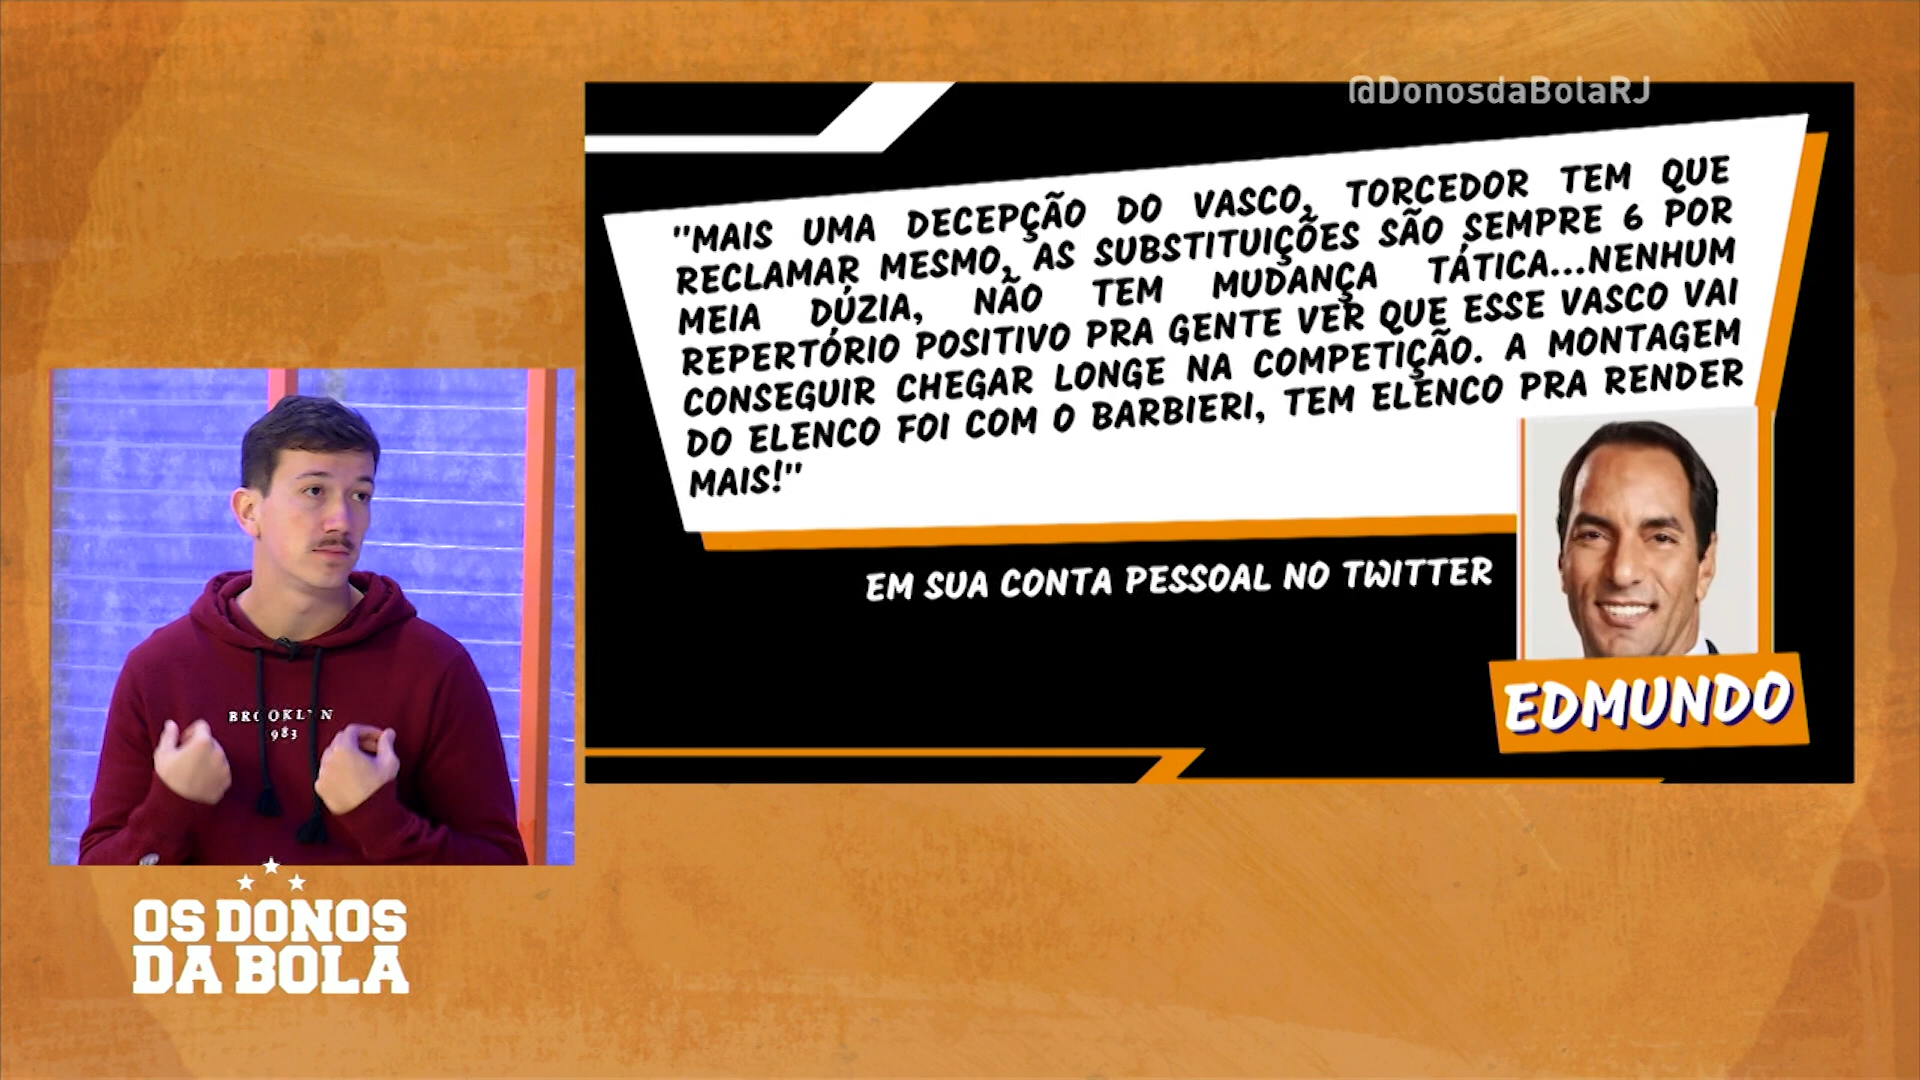 @DonosdaBolaRJ
"MAIS UMA DECEPÇÃO DO VASCO, TORCEDOR TEM QUE
RECLAMAR MESMO, AS SUBSTITUIÇÕES SÃO SEMPRE 6 POR
MEIA DÚZIA, NÃO TEM MUDANÇA TÁTICA...NENHUM
REPERTÓRIO POSITIVO PRA GENTE VER QUE ESSE VASCO VAI
CONSEGUIR CHEGAR LONGE NA COMPETIÇÃO. A MONTAGEM
DO ELENCO FOI COM O BARBIERI, TEM ELENCO PRA RENDER
MAIS!"
EM SUA CONTA PESSOAL NO TWITTER
EDMUNDO
BROOKLYN
1983
OS DONOS
DA BOLA